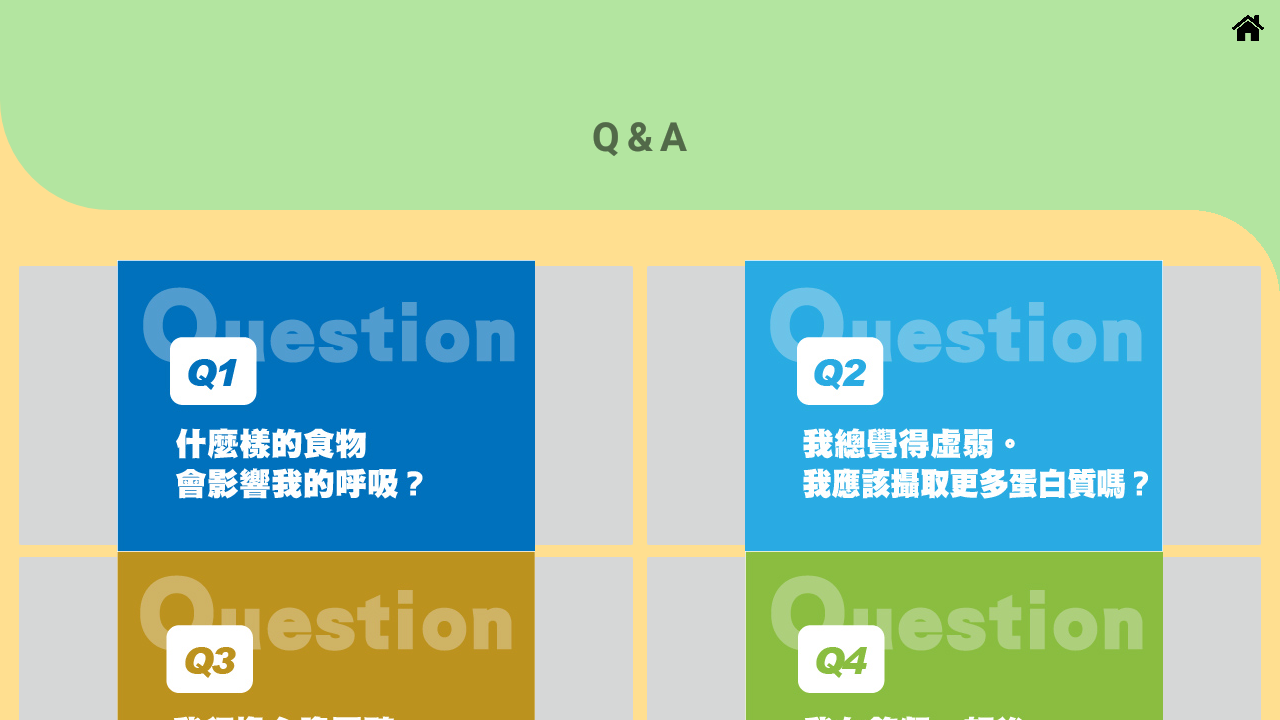 Q & A
Question
Q1
什麼樣的食物
會影響我的呼吸？
Question
Q2
我總覺得虛弱。
我應該攝取更多蛋白質嗎？
Question
Q3
Question
Q4